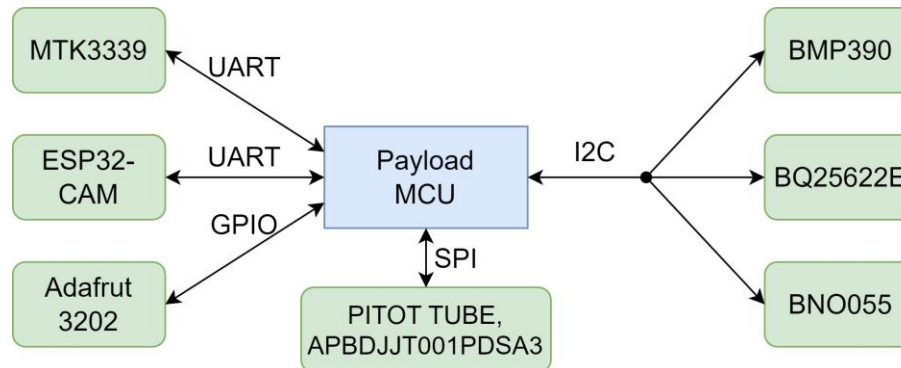 MTK3339
UART
ESP32-
CAM
UART
Adafrut
3202
GPIO
Payload
MCU
SPI
PITOT TUBE,
APBDJJT001PDSA3
I2C
BMP390
BQ25622E
BNO055